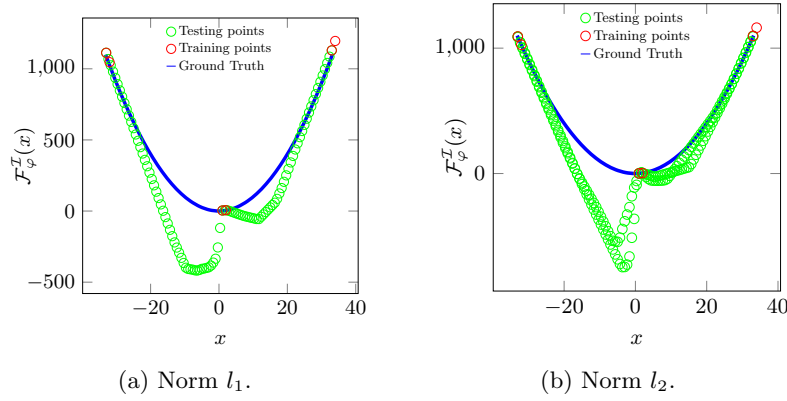 Testing points
Training points
Ground Truth
1,000
500
0
−500
−20
0
20
40
x
𝓕_φ^𝓘(x)
(a) Norm l₁.
Testing points
Training points
Ground Truth
1,000
0
−20
0
20
40
x
𝓕_φ^𝓘(x)
(b) Norm l₂.